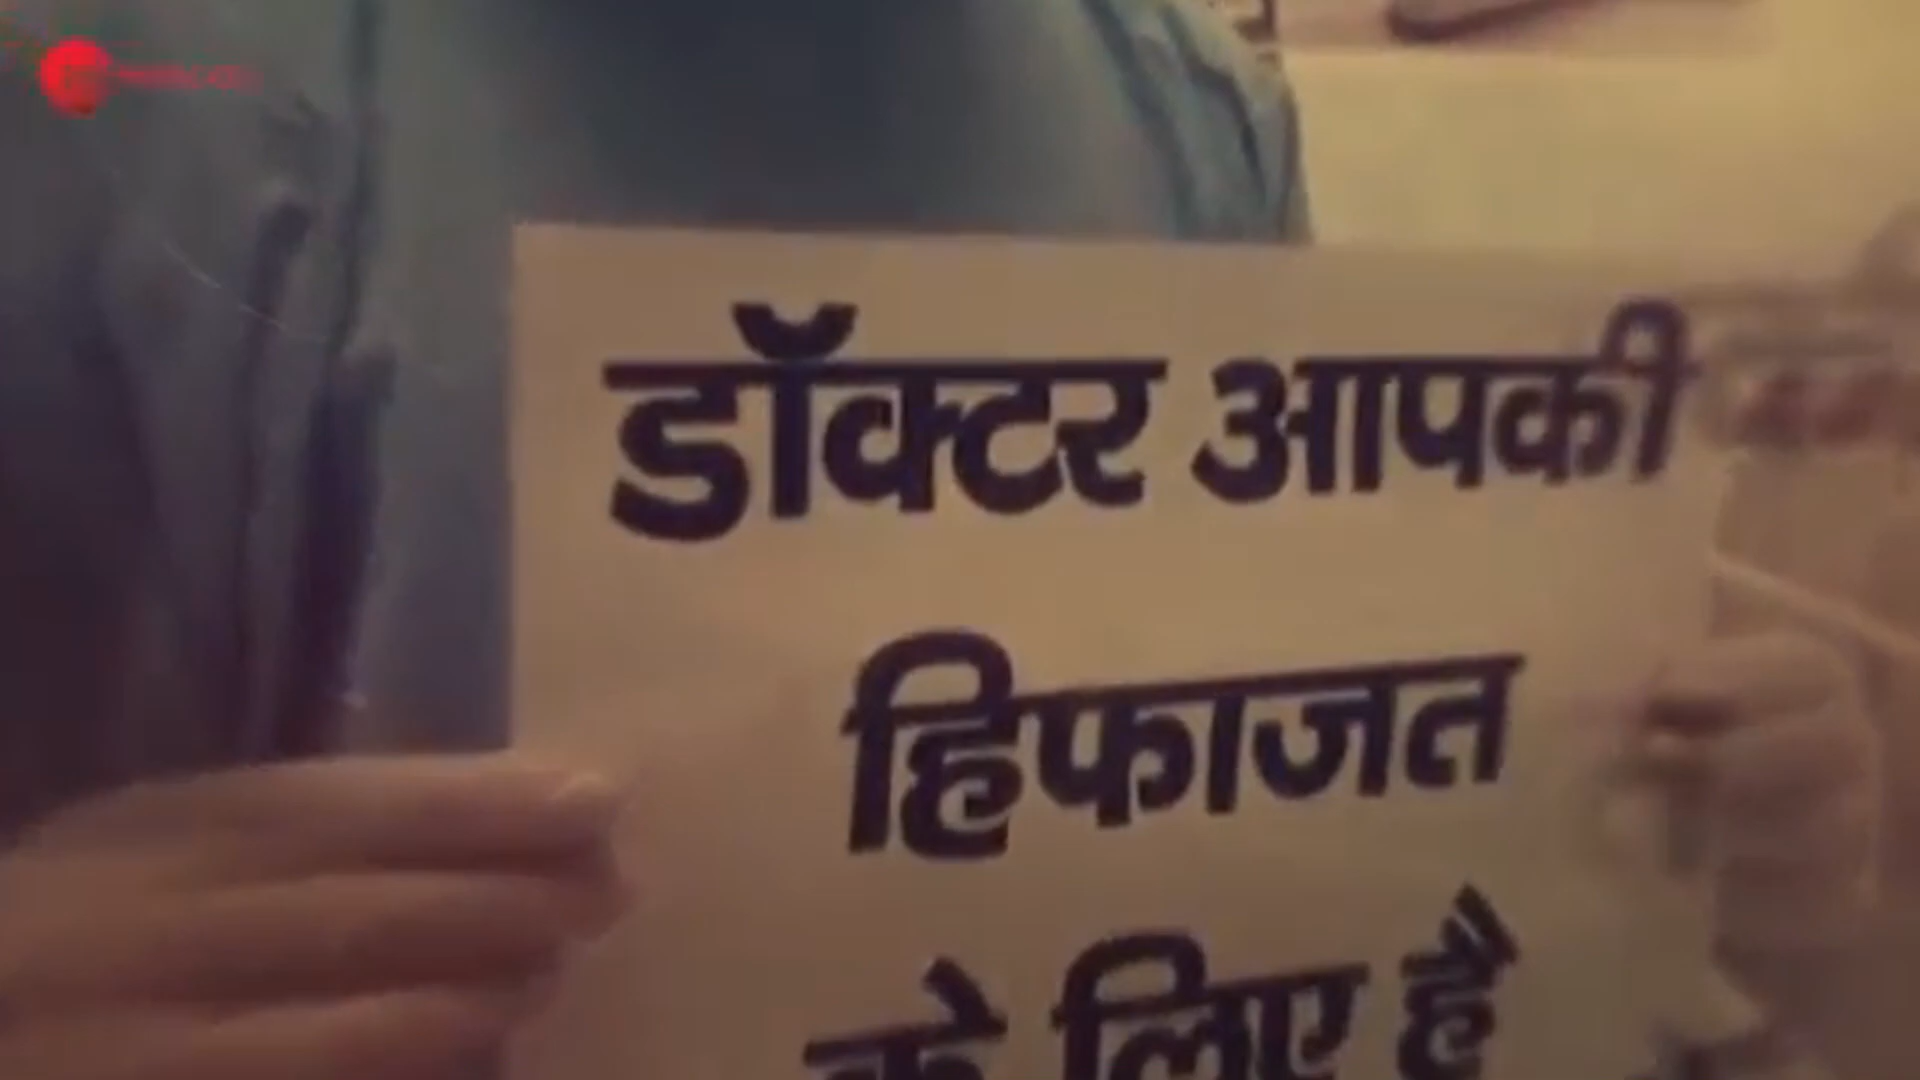 डॉक्टर आपकी
हिफाजत
के लिए है